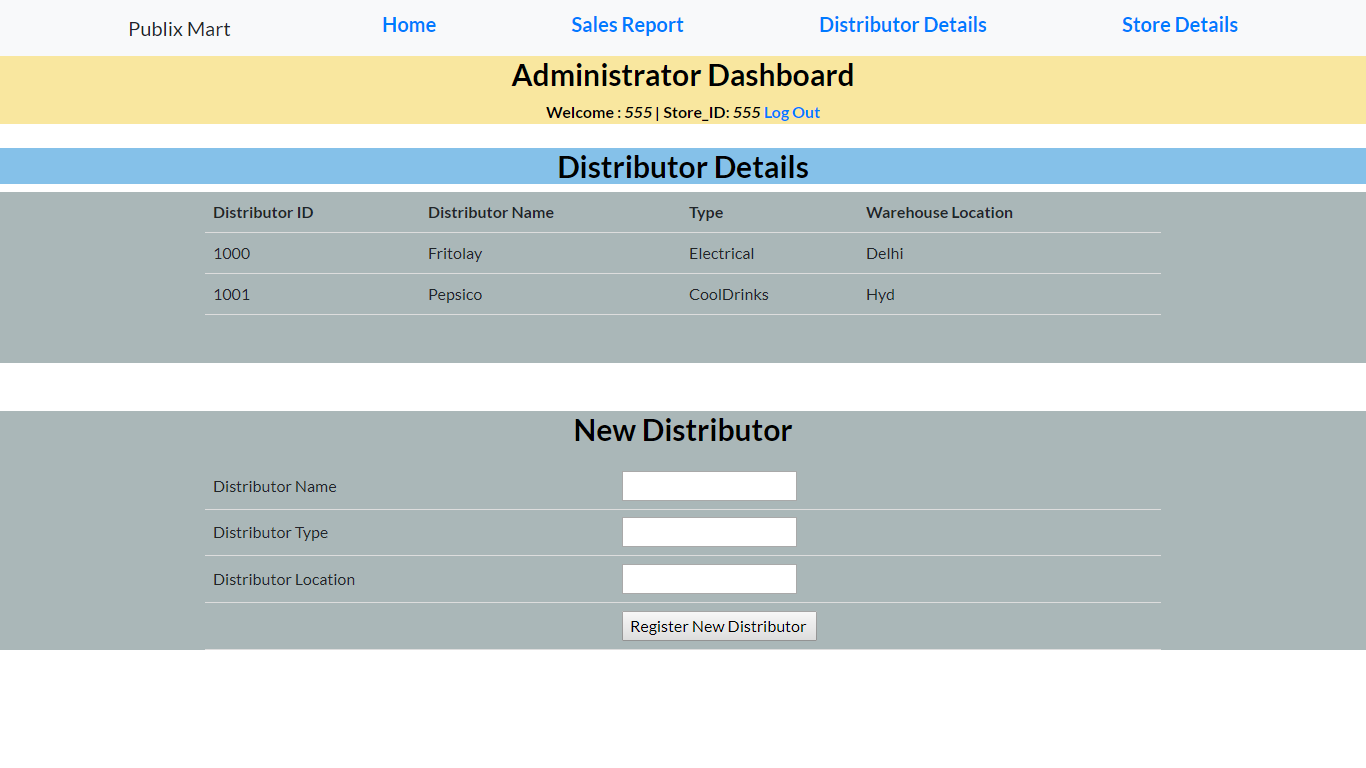 Publix Mart Home Sales Report Distributor Details Store Details
Administrator Dashboard
Welcome : 555 | Store_ID: 555 Log Out
Distributor Details
Distributor ID Distributor Name Type Warehouse Location
1000 Fritolay Electrical Delhi
1001 Pepsico CoolDrinks Hyd
New Distributor
Distributor Name
Distributor Type
Distributor Location
Register New Distributor